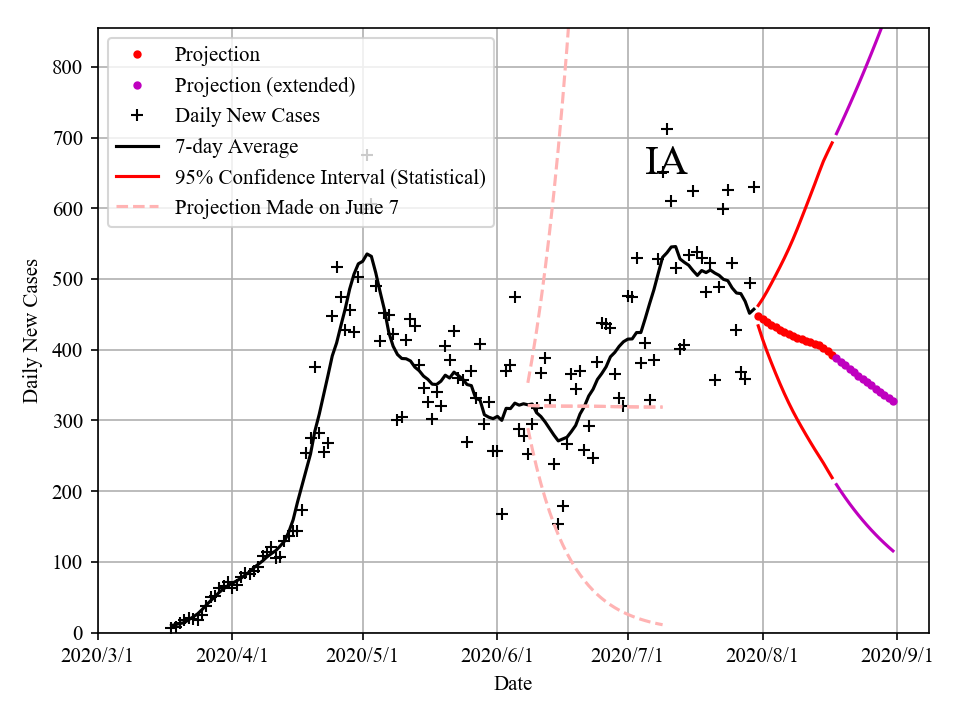 Projection
Projection (extended)
Daily New Cases
7-day Average
95% Confidence Interval (Statistical)
Projection Made on June 7
IA
800
700
600
500
400
300
200
100
0
Daily New Cases
2020/3/1 2020/4/1 2020/5/1 2020/6/1 2020/7/1 2020/8/1 2020/9/1
Date